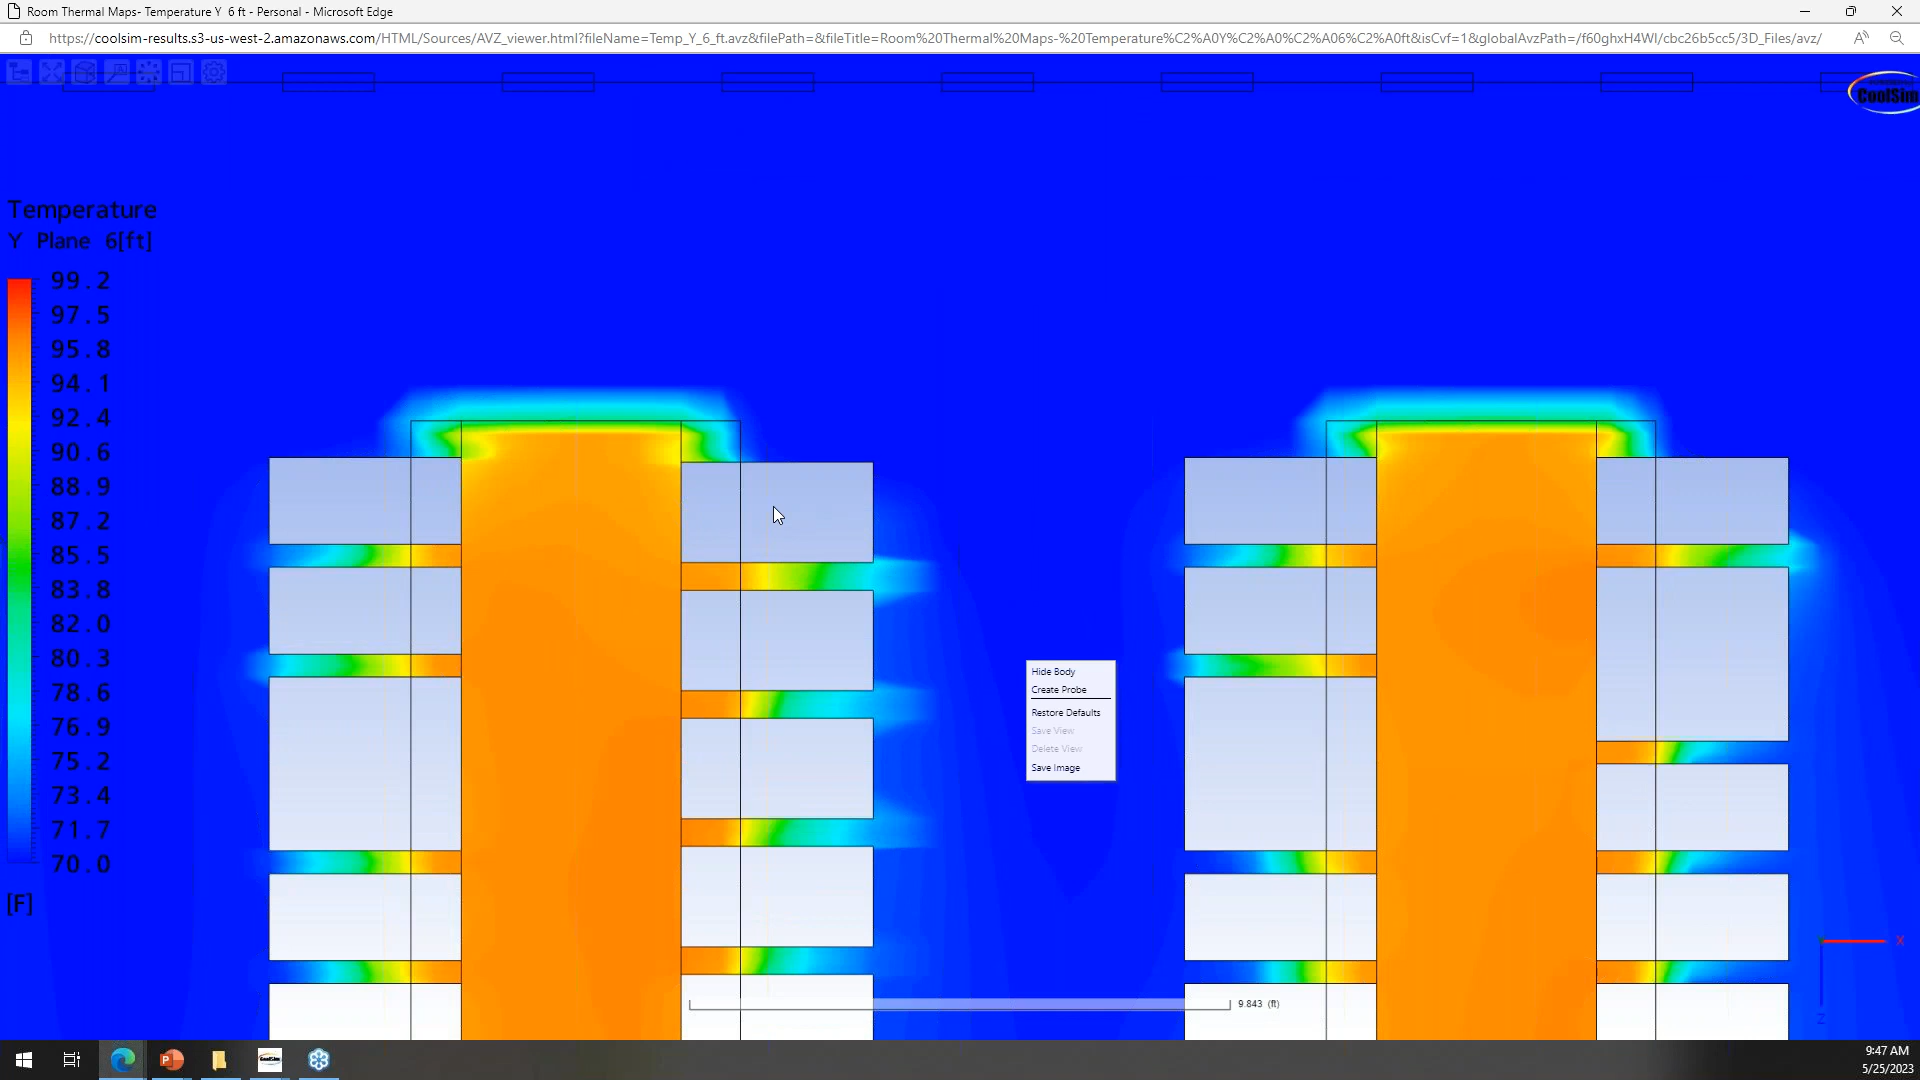 Room Thermal Maps- Temperature Y  6 ft - Personal - Microsoft Edge
https://coolsim-results.s3-us-west-2.amazonaws.com/HTML/Sources/AVZ_viewer.html?fileName=Temp_Y_6_ft.avz&filePath=&fileTitle=Room%20Thermal%20Maps-%20Temperature%C2%A0Y%C2%A0%C2%A06%C2%A0ft&isCvf=1&globalAvzPath=/f60ghxH4WI/cbc26b5cc5/3D_Files/avz/
CoolSim
Temperature
Y Plane 6[ft]
99.2
97.5
95.8
94.1
92.4
90.6
88.9
87.2
85.5
83.8
82.0
80.3
78.6
76.9
75.2
73.4
71.7
70.0
[F]
Hide Body
Create Probe
Restore Defaults
Save View
Delete View
Save Image
X
Z
9.843 (ft)
CoolSim
9:47 AM
5/25/2023